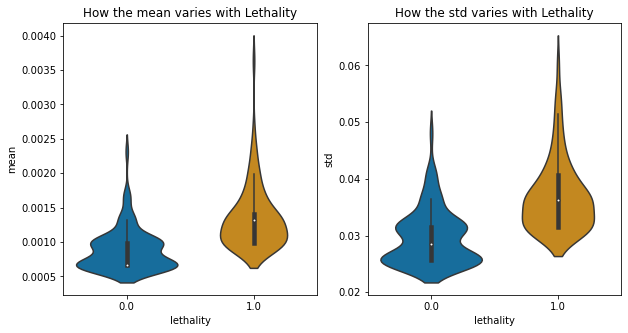 How the mean varies with Lethality
0.0040
0.0035
0.0030
0.0025
0.0020
0.0015
0.0010
0.0005
mean
0.0
1.0
lethality
How the std varies with Lethality
0.06
0.05
0.04
0.03
0.02
std
0.0
1.0
lethality